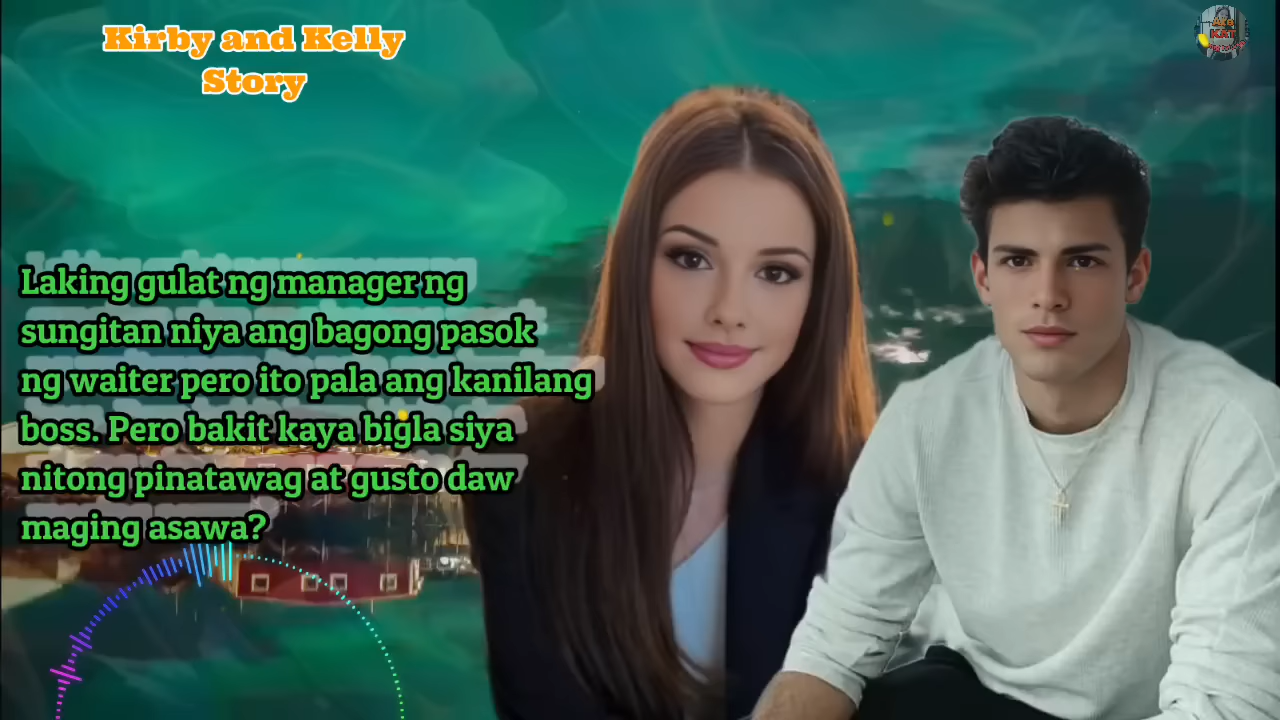 Kirby and Kelly
Story
Laking gulat ng manager ng
sungitan niya ang bagong pasok
ng waiter pero ito pala ang kanilang
boss. Pero bakit kaya bigla siya
nitong pinatawag at gusto daw
maging asawa?